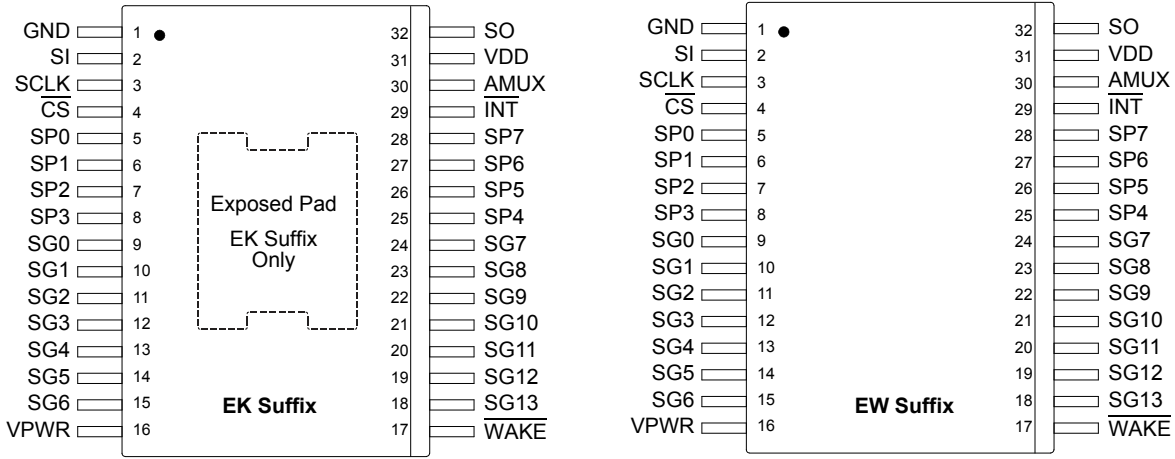 GND 1 32 SO
SI 2 31 VDD
SCLK 3 30 AMUX
C̅S̅ 4 29 I̅N̅T̅
SP0 5 28 SP7
SP1 6 27 SP6
SP2 7 26 SP5
SP3 8 25 SP4
SG0 9 24 SG7
SG1 10 23 SG8
SG2 11 22 SG9
SG3 12 21 SG10
SG4 13 20 SG11
SG5 14 19 SG12
SG6 15 18 SG13
VPWR 16 17 W̅A̅K̅E̅
Exposed Pad
EK Suffix
Only
EK Suffix
GND 1 32 SO
SI 2 31 VDD
SCLK 3 30 AMUX
C̅S̅ 4 29 I̅N̅T̅
SP0 5 28 SP7
SP1 6 27 SP6
SP2 7 26 SP5
SP3 8 25 SP4
SG0 9 24 SG7
SG1 10 23 SG8
SG2 11 22 SG9
SG3 12 21 SG10
SG4 13 20 SG11
SG5 14 19 SG12
SG6 15 18 SG13
VPWR 16 17 W̅A̅K̅E̅
EW Suffix